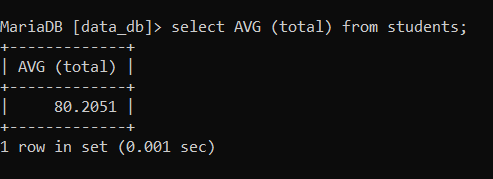 MariaDB [data_db]> select AVG (total) from students;
+-------------+
| AVG (total) |
+-------------+
|     80.2051 |
+-------------+
1 row in set (0.001 sec)